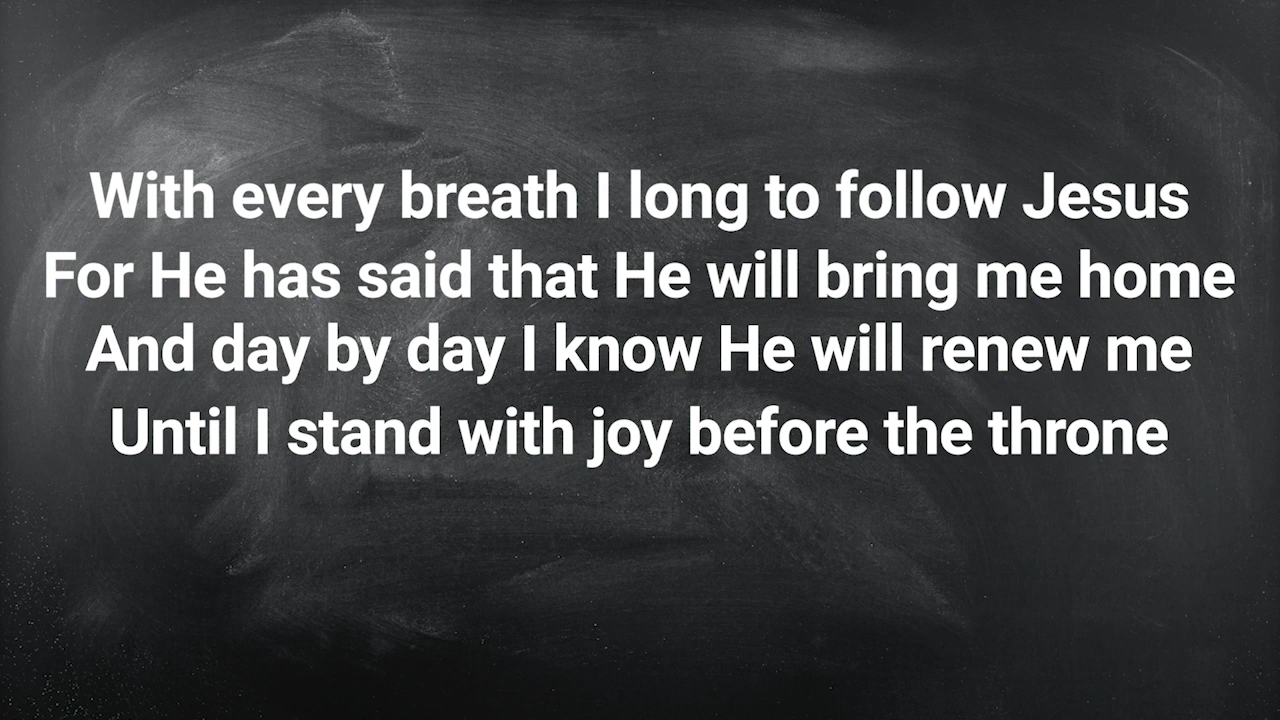 With every breath I long to follow Jesus
For He has said that He will bring me home
And day by day I know He will renew me
Until I stand with joy before the throne